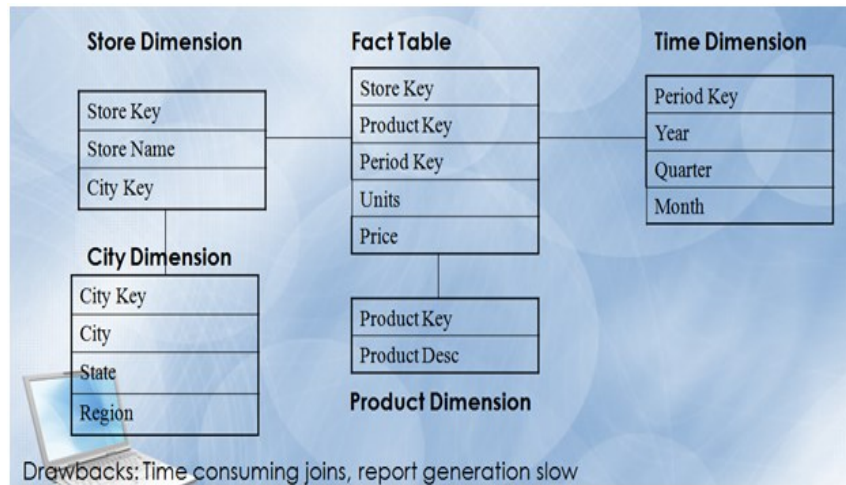 Store Dimension
Store Key
Store Name
City Key
City Dimension
City Key
City
State
Region
Fact Table
Store Key
Product Key
Period Key
Units
Price
Product Key
Product Desc
Product Dimension
Time Dimension
Period Key
Year
Quarter
Month
Drawbacks: Time consuming joins, report generation slow